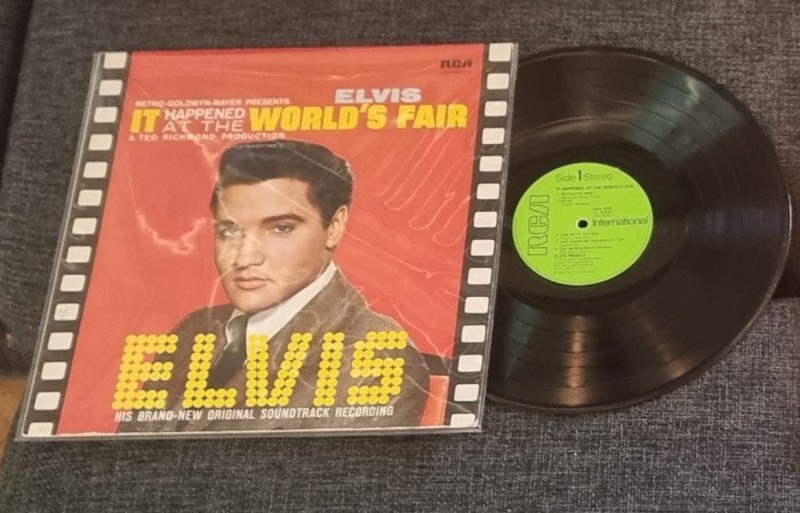 RCA
METRO-GOLDWYN-MAYER PRESENTS
ELVIS
IT HAPPENED AT THE WORLD'S FAIR
A TED RICHMOND PRODUCTION
ELVIS
HIS BRAND-NEW ORIGINAL SOUNDTRACK RECORDING
Side 1 Stereo
IT HAPPENED AT THE WORLD'S FAIR
RCA
International
ELVIS PRESLEY